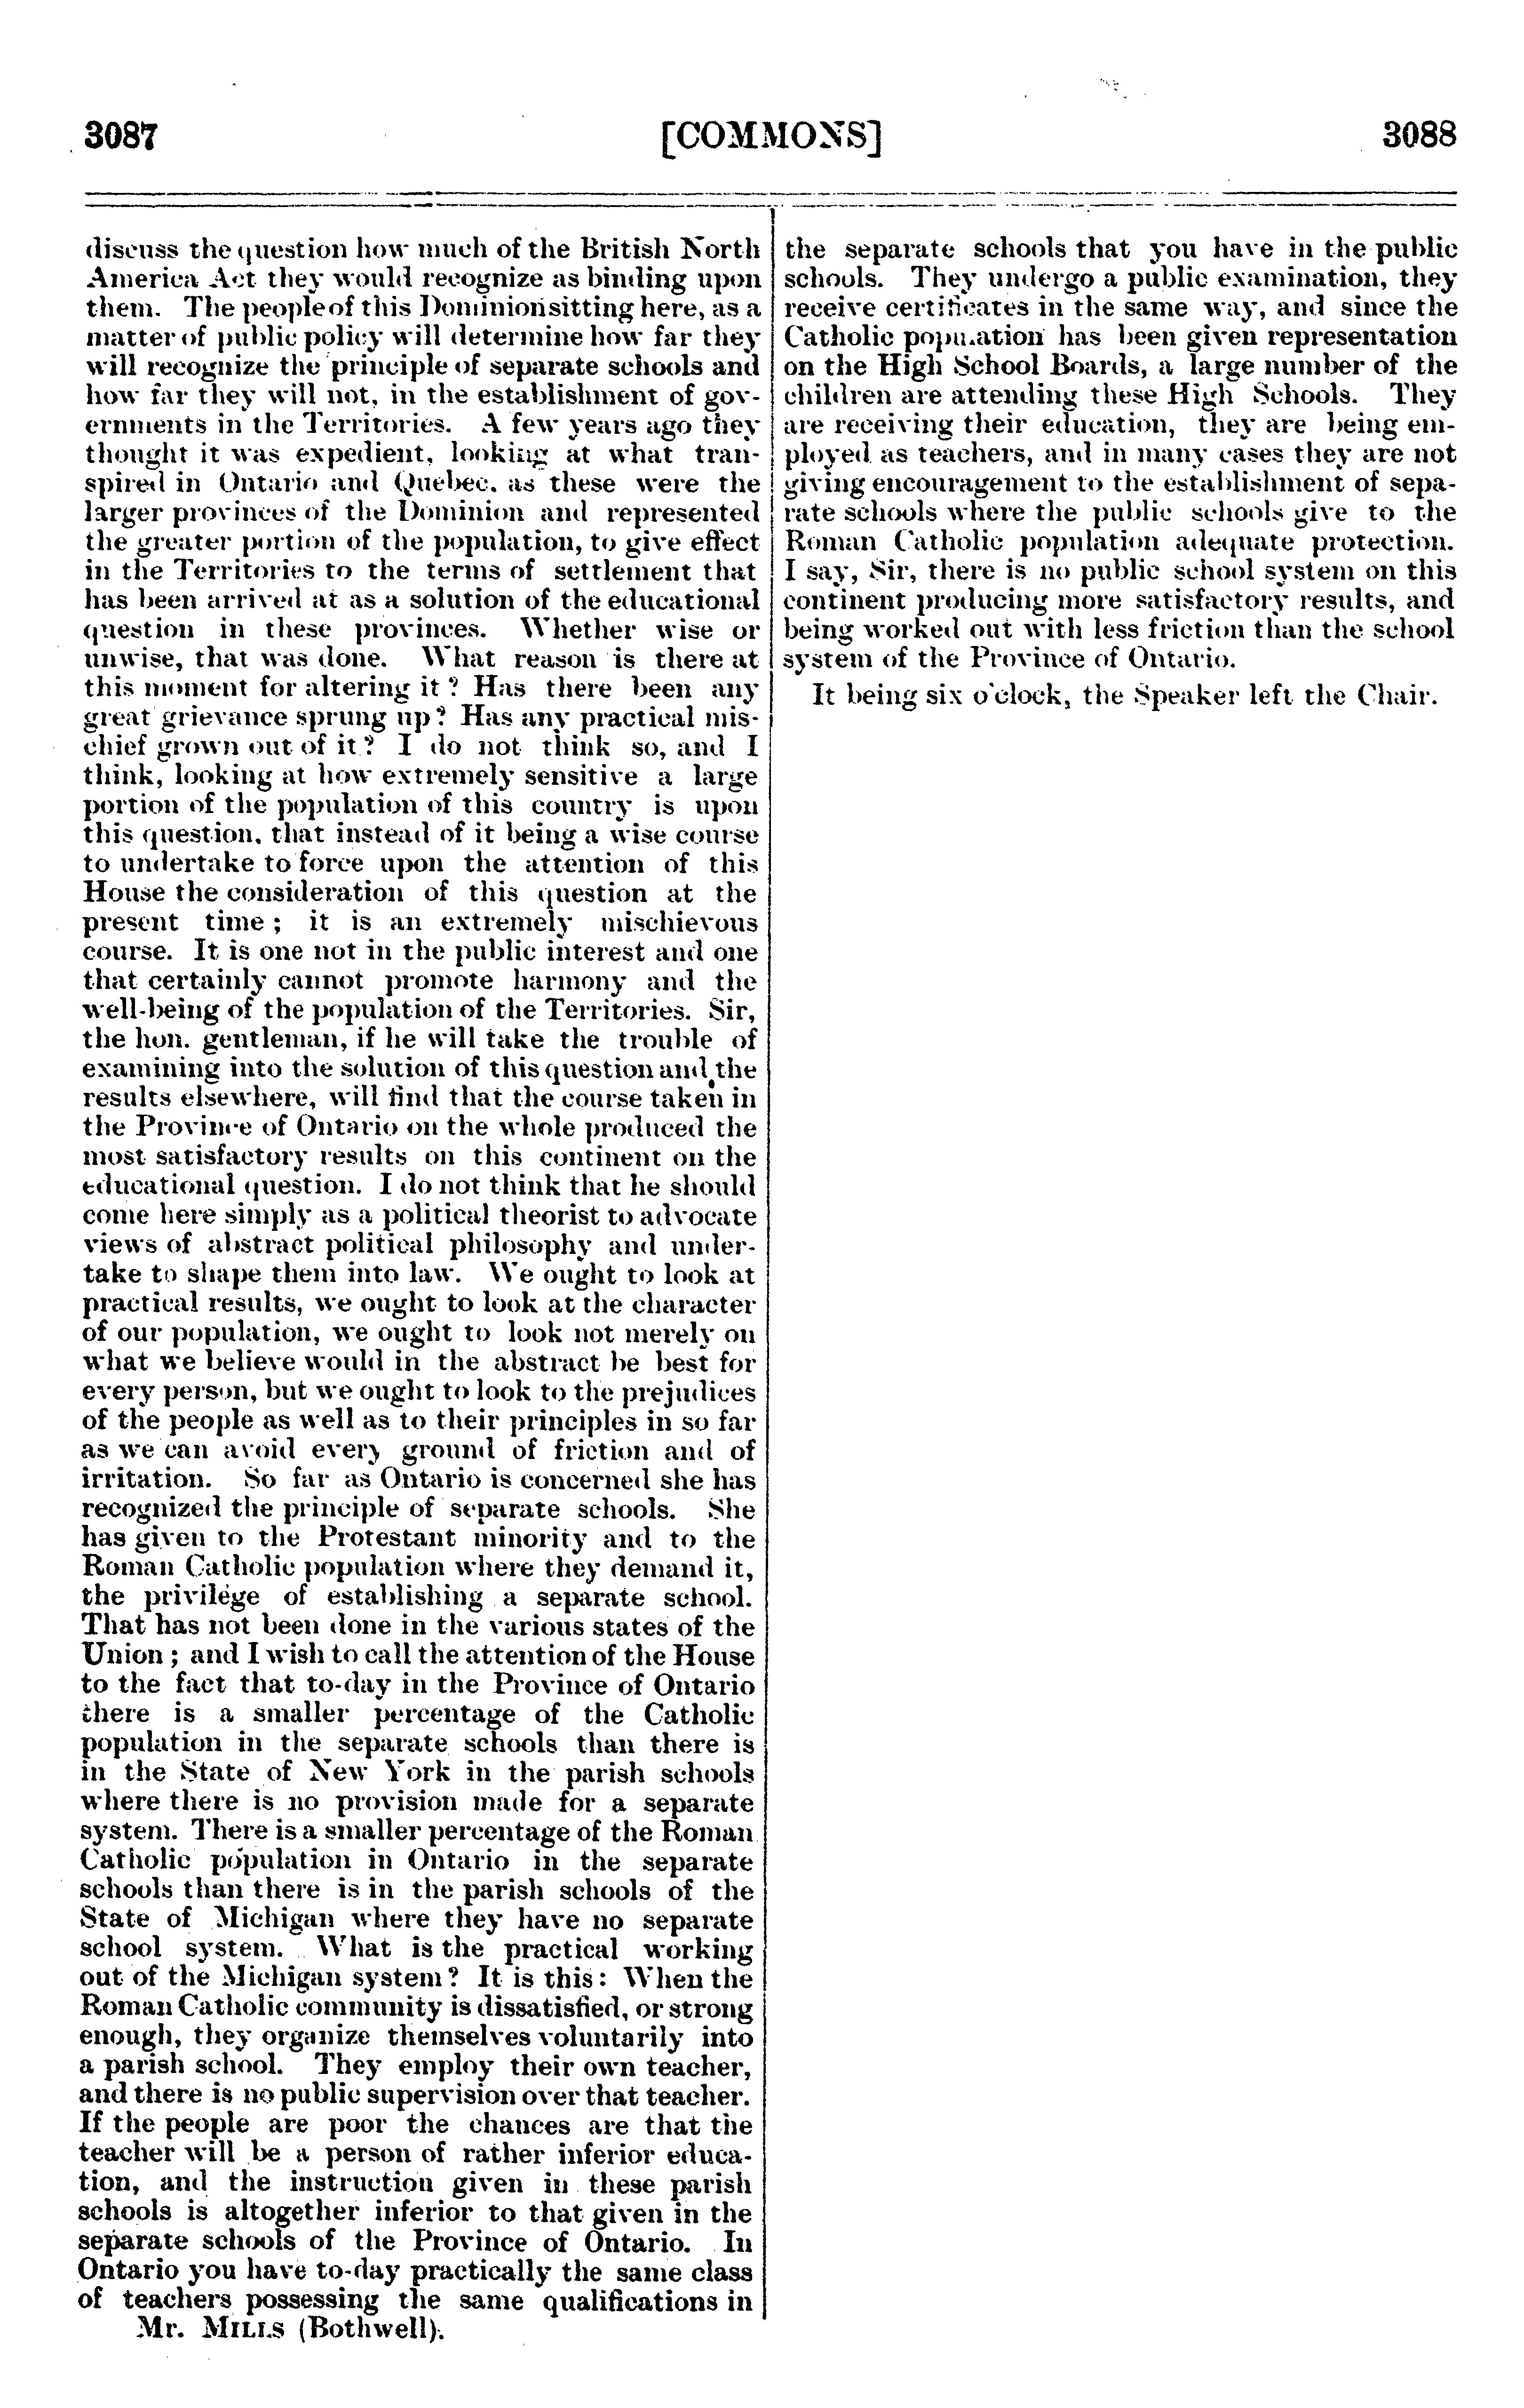 3087 [COMMONS] 3088
discuss the question how much of the British North
America Act they would recognize as binding upon
them. The people of this Dominion sitting here, as a
matter of public policy will determine how far they
will recognize the principle of separate schools and
how far they will not, in the establishment of gov-
ernments in the Territories. A few years ago they
thought it was expedient, looking at what tran-
spired in Ontario and Quebec, as these were the
larger provinces of the Dominion and represented
the greater portion of the population, to give effect
in the Territories to the terms of settlement that
has been arrived at as a solution of the educational
question in these provinces. Whether wise or
unwise, that was done. What reason is there at
this moment for altering it? Has there been any
great grievance sprung up? Has any practical mis-
chief grown out of it? I do not think so, and I
think, looking at how extremely sensitive a large
portion of the population of this country is upon
this question, that instead of it being a wise course
to undertake to force upon the attention of this
House the consideration of this question at the
present time; it is an extremely mischievous
course. It is one not in the public interest and one
that certainly cannot promote harmony and the
well-being of the population of the Territories. Sir,
the hon. gentleman, if he will take the trouble of
examining into the solution of this question and the
results elsewhere, will find that the course taken in
the Province of Ontario on the whole produced the
most satisfactory results on this continent on the
educational question. I do not think that he should
come here simply as a political theorist to advocate
views of abstract political philosophy and under-
take to shape them into law. We ought to look at
practical results, we ought to look at the character
of our population, we ought to look not merely on
what we believe would in the abstract be best for
every person, but we ought to look to the prejudices
of the people as well as to their principles in so far
as we can avoid every ground of friction and of
irritation. So far as Ontario is concerned she has
recognized the principle of separate schools. She
has given to the Protestant minority and to the
Roman Catholic population where they demand it,
the privilege of establishing a separate school.
That has not been done in the various states of the
Union; and I wish to call the attention of the House
to the fact that to-day in the Province of Ontario
there is a smaller percentage of the Catholic
population in the separate schools than there is
in the State of New York in the parish schools
where there is no provision made for a separate
system. There is a smaller percentage of the Roman
Catholic population in Ontario in the separate
schools than there is in the parish schools of the
State of Michigan where they have no separate
school system. What is the practical working
out of the Michigan system? It is this: When the
Roman Catholic community is dissatisfied, or strong
enough, they organize themselves voluntarily into
a parish school. They employ their own teacher,
and there is no public supervision over that teacher.
If the people are poor the chances are that the
teacher will be a person of rather inferior educa-
tion, and the instruction given in these parish
schools is altogether inferior to that given in the
separate schools of the Province of Ontario. In
Ontario you have to-day practically the same class
of teachers possessing the same qualifications in
Mr. MILLS (Bothwell).
the separate schools that you have in the public
schools. They undergo a public examination, they
receive certificates in the same way, and since the
Catholic population has been given representation
on the High School Boards, a large number of the
children are attending these High Schools. They
are receiving their education, they are being em-
ployed as teachers, and in many cases they are not
giving encouragement to the establishment of sepa-
rate schools where the public schools give to the
Roman Catholic population adequate protection.
I say, Sir, there is no public school system on this
continent producing more satisfactory results, and
being worked out with less friction than the school
system of the Province of Ontario.
It being six o'clock, the Speaker left the Chair.